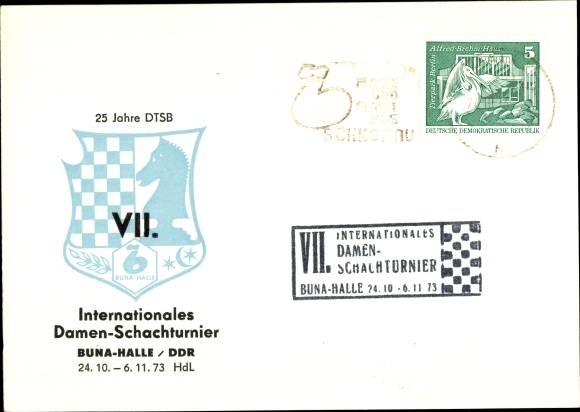 25 Jahre DTSB
VII.
BUNA-HALLE
Internationales
Damen-Schachturnier
BUNA-HALLE / DDR
24. 10. – 6. 11. 73 HdL
SCHKOPAU
Alfred-Brehm-Haus
5
Tierpark Berlin
DEUTSCHE DEMOKRATISCHE REPUBLIK
VII. INTERNATIONALES
DAMEN-
SCHACHTURNIER
BUNA-HALLE 24.10 - 6.11 73